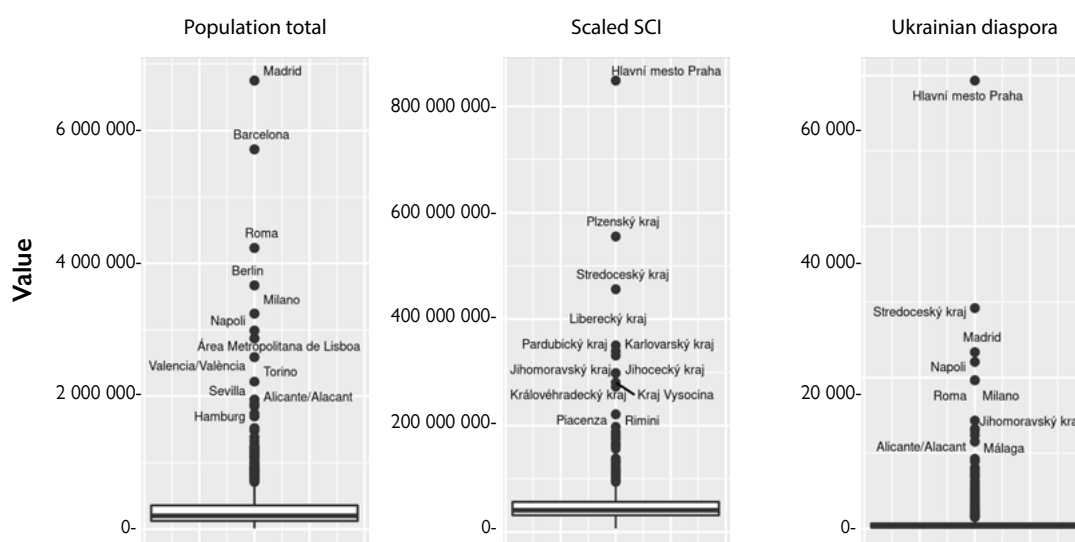 Population total
Scaled SCI
Ukrainian diaspora
Value
6 000 000-
4 000 000-
2 000 000-
0-
Madrid
Barcelona
Roma
Berlin
Milano
Napoli
Área Metropolitana de Lisboa
Valencia/València
Torino
Sevilla
Alicante/Alacant
Hamburg
800 000 000-
600 000 000-
400 000 000-
200 000 000-
0-
Hlavní mesto Praha
Plzenský kraj
Stredoceský kraj
Liberecký kraj
Pardubický kraj
Karlovarský kraj
Jihomoravský kraj
Jihocecký kraj
Královéhradecký kraj
Kraj Vysocina
Piacenza
Rimini
60 000-
40 000-
20 000-
0-
Hlavní mesto Praha
Stredoceský kraj
Madrid
Napoli
Roma
Milano
Jihomoravský kra
Alicante/Alacant
Málaga